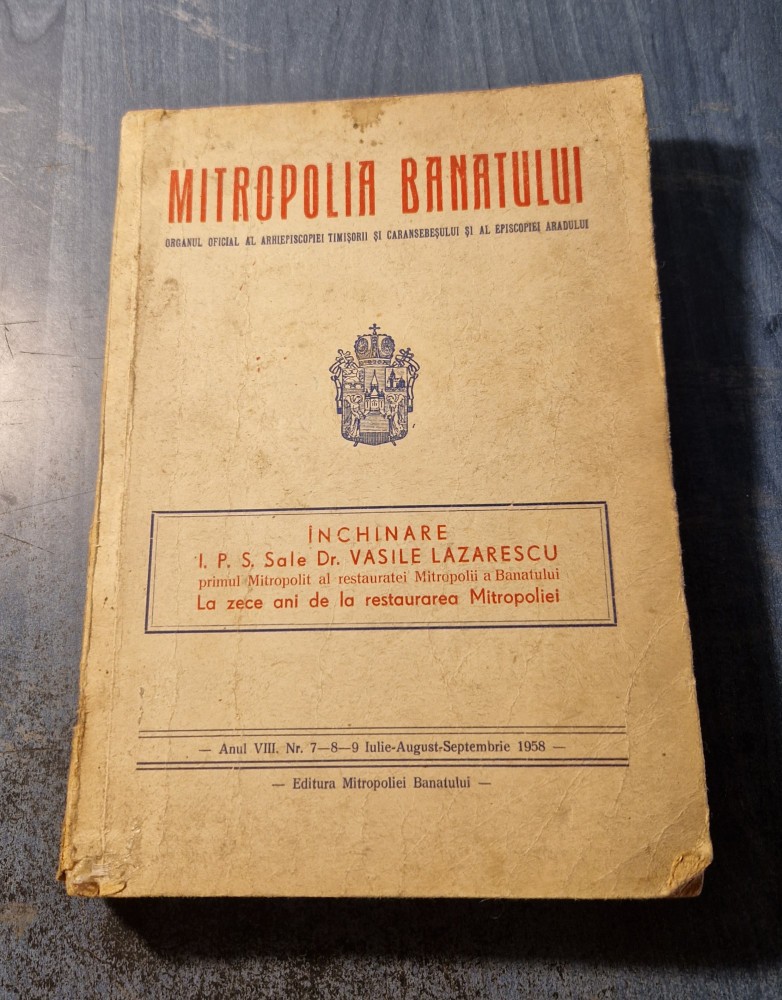 MITROPOLIA BANATULUI
ORGANUL OFICIAL AL ARHIEPISCOPIEI TIMIȘORII ȘI CARANSEBEȘULUI ȘI AL EPISCOPIEI ARADULUI
ÎNCHINARE
I. P. S. Sale Dr. VASILE LAZARESCU
primul Mitropolit al restauratei Mitropolii a Banatului
La zece ani de la restaurarea Mitropoliei
— Anul VIII, Nr. 7—8—9 Iulie-August-Septembrie 1958 —
— Editura Mitropoliei Banatului —